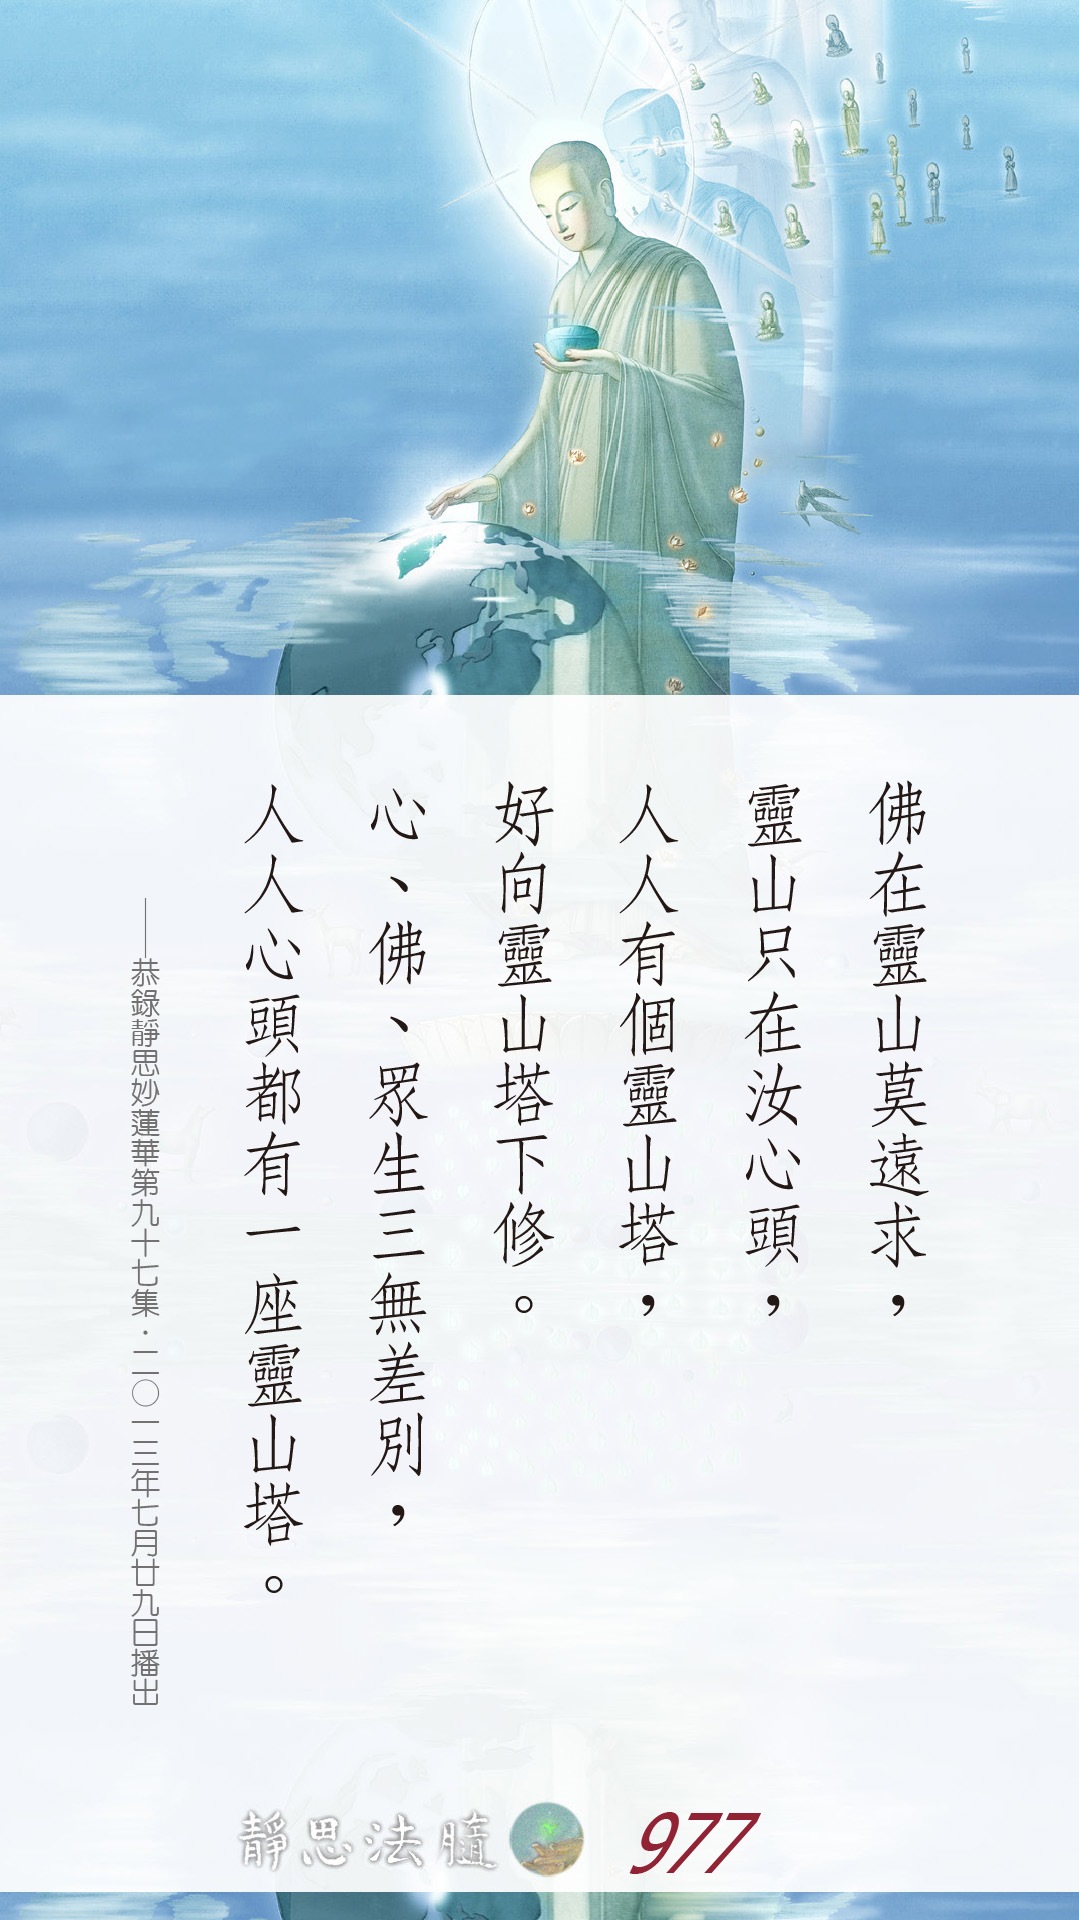 佛在靈山莫遠求，
靈山只在汝心頭，
人人有個靈山塔，
好向靈山塔下修。
心、佛、眾生三無差別，
人人心頭都有一座靈山塔。
——恭錄靜思妙蓮華第九十七集．二〇一三年七月廿九日播出
靜思法髓
977